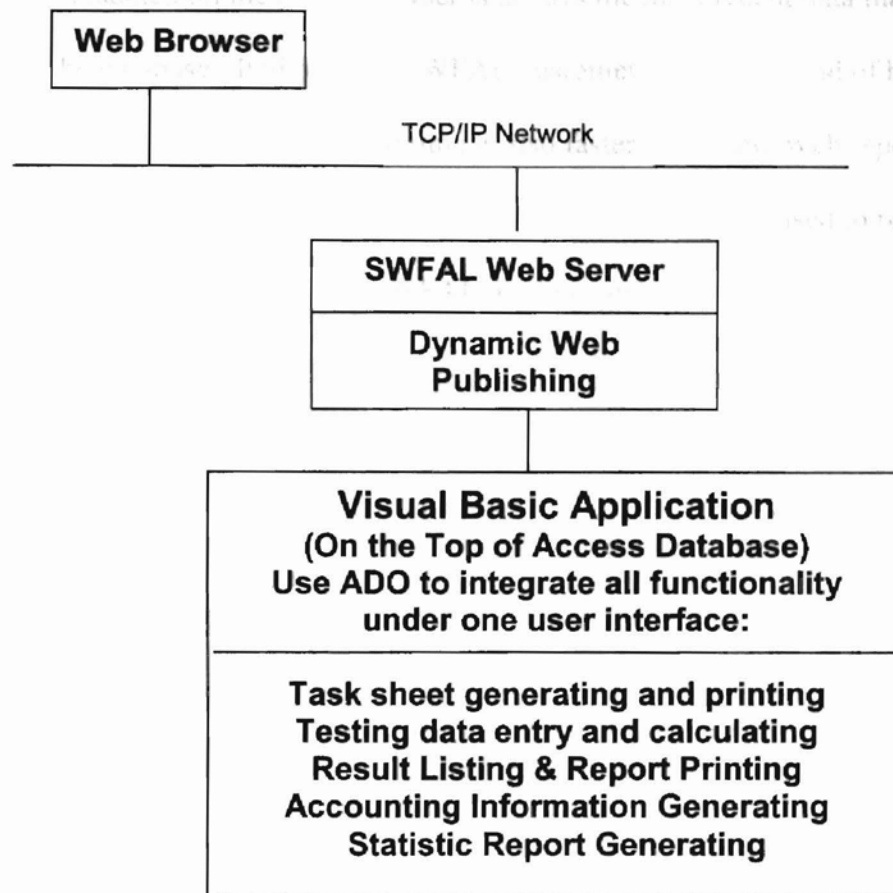 Web Browser
TCP/IP Network
SWFAL Web Server
Dynamic Web
Publishing
Visual Basic Application
(On the Top of Access Database)
Use ADO to integrate all functionality
under one user interface:
Task sheet generating and printing
Testing data entry and calculating
Result Listing & Report Printing
Accounting Information Generating
Statistic Report Generating